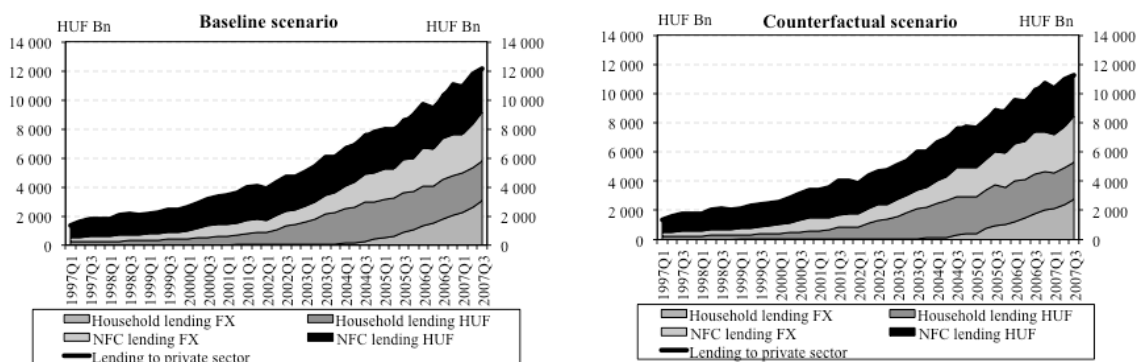 HUF Bn Baseline scenario HUF Bn
14 000 14 000
12 000 12 000
10 000 10 000
8 000 8 000
6 000 6 000
4 000 4 000
2 000 2 000
0 0
1997Q1 1997Q3 1998Q1 1998Q3 1999Q1 1999Q3 2000Q1 2000Q3 2001Q1 2001Q3 2002Q1 2002Q3 2003Q1 2003Q3 2004Q1 2004Q3 2005Q1 2005Q3 2006Q1 2006Q3 2007Q1 2007Q3
Household lending FX Household lending HUF
NFC lending FX NFC lending HUF
Lending to private sector
HUF Bn Counterfactual scenario HUF Bn
14 000 14 000
12 000 12 000
10 000 10 000
8 000 8 000
6 000 6 000
4 000 4 000
2 000 2 000
0 0
1997Q1 1997Q3 1998Q1 1998Q3 1999Q1 1999Q3 2000Q1 2000Q3 2001Q1 2001Q3 2002Q1 2002Q3 2003Q1 2003Q3 2004Q1 2004Q3 2005Q1 2005Q3 2006Q1 2006Q3 2007Q1 2007Q3
Household lending FX Household lending HUF
NFC lending FX NFC lending HUF
Lending to private sector